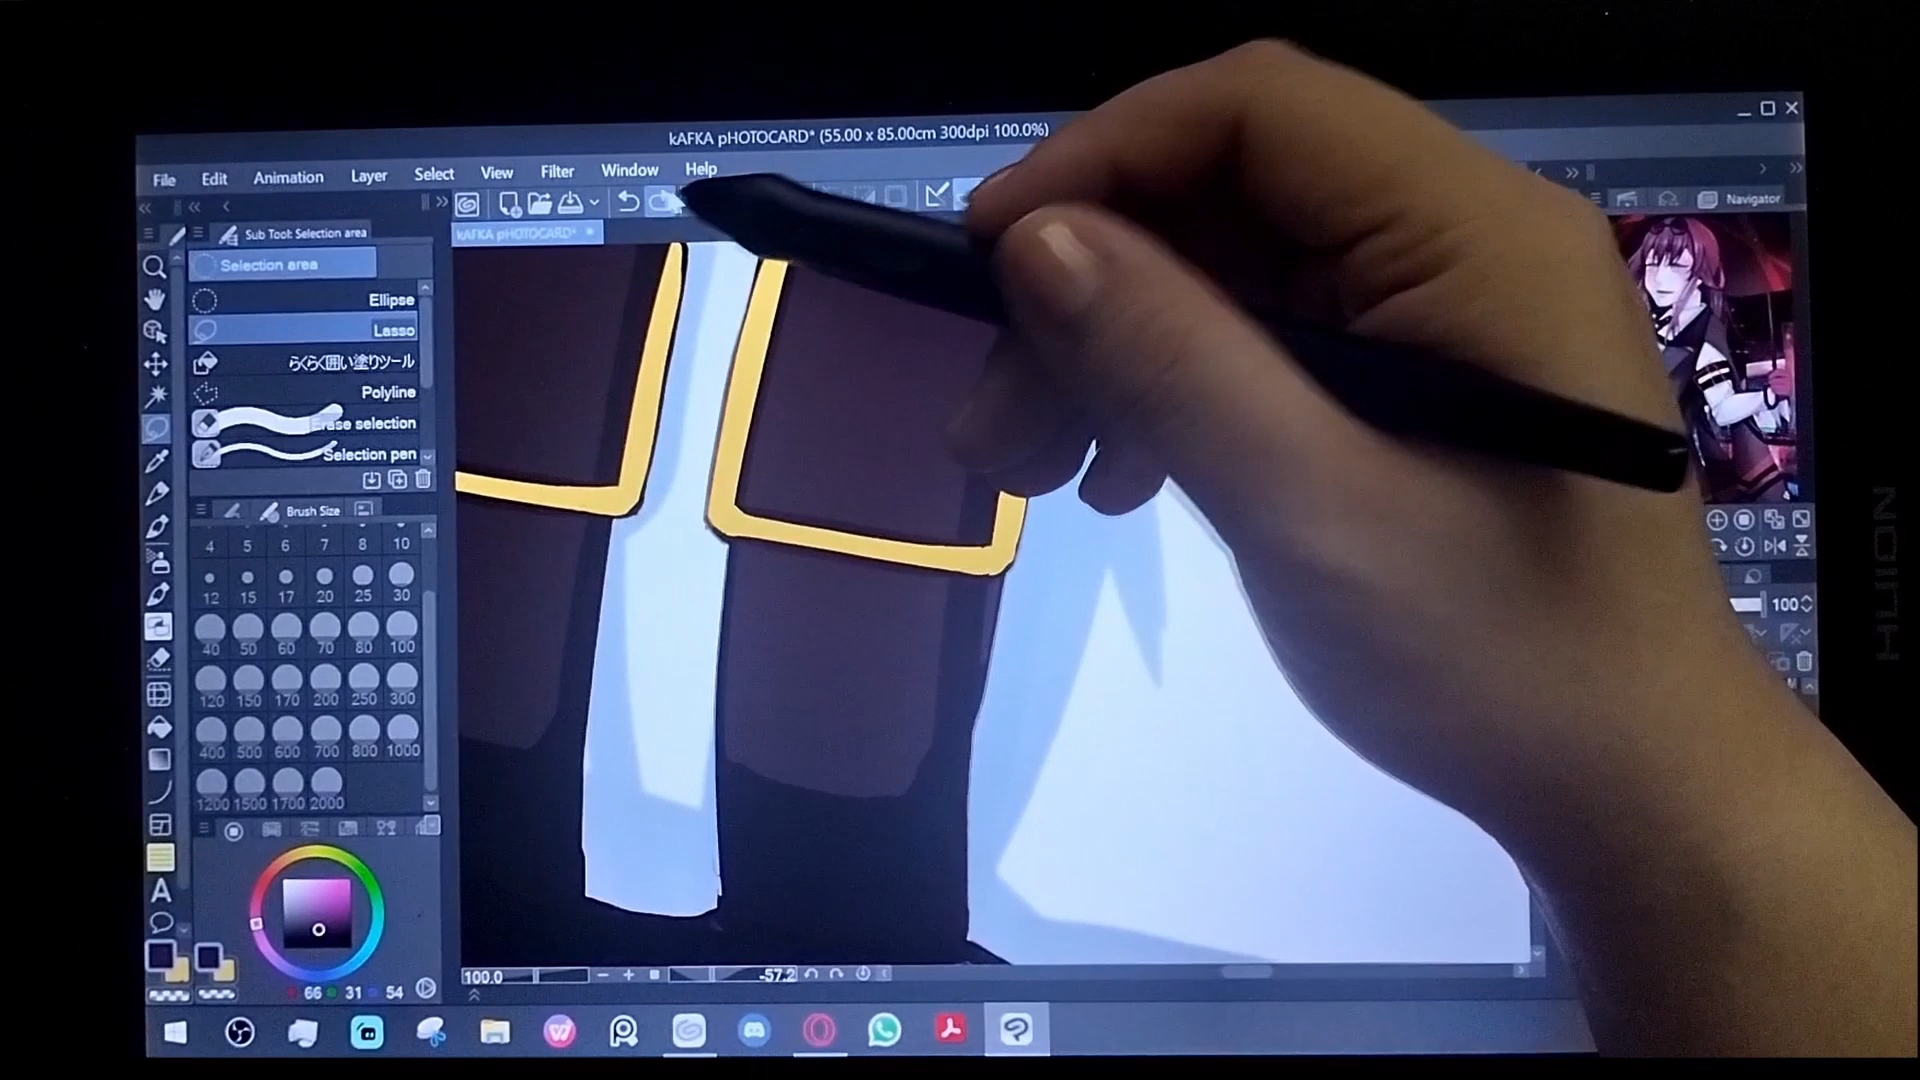 kAFKA pHOTOCARD* (55.00 x 85.00cm 300dpi 100.0%)
File Edit Animation Layer Select View Filter Window Help
Sub Tool: Selection area
kAFKA pHOTOCARD*
Navigator
Selection area
Ellipse
Lasso
らくらく囲い塗りツール
Polyline
Erase selection
Selection pen
Brush Size
4 5 6 7 8 10
12 15 17 20 25 30
40 50 60 70 80 100
120 150 170 200 250 300
400 500 600 700 800 1000
1200 1500 1700 2000
100
A
66 31 54
100.0
-57.2
HUION